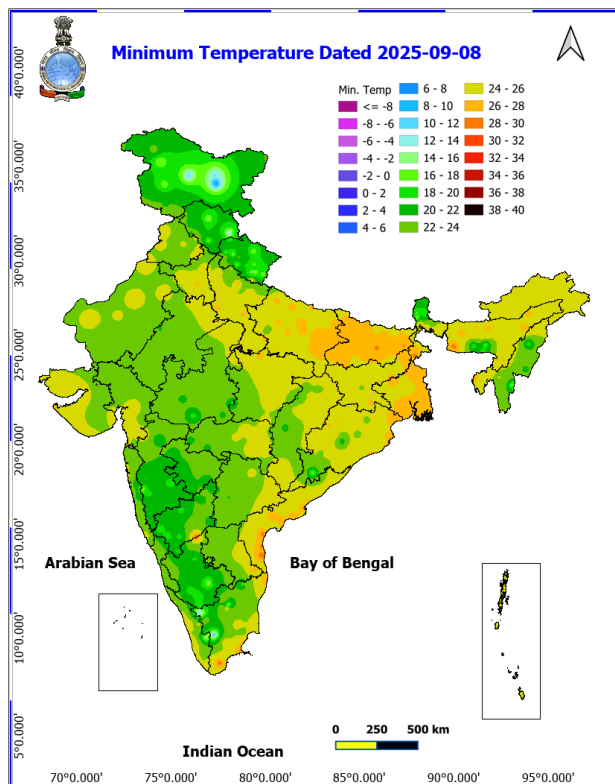 Minimum Temperature Dated 2025-09-08
Min. Temp
<= -8
-8 - -6
-6 - -4
-4 - -2
-2 - 0
0 - 2
2 - 4
4 - 6
6 - 8
8 - 10
10 - 12
12 - 14
14 - 16
16 - 18
18 - 20
20 - 22
22 - 24
24 - 26
26 - 28
28 - 30
30 - 32
32 - 34
34 - 36
36 - 38
38 - 40
40°0.000'
35°0.000'
30°0.000'
25°0.000'
20°0.000'
15°0.000'
10°0.000'
5°0.000'
Arabian Sea
Bay of Bengal
Indian Ocean
0 250 500 km
70°0.000' 75°0.000' 80°0.000' 85°0.000' 90°0.000' 95°0.000'